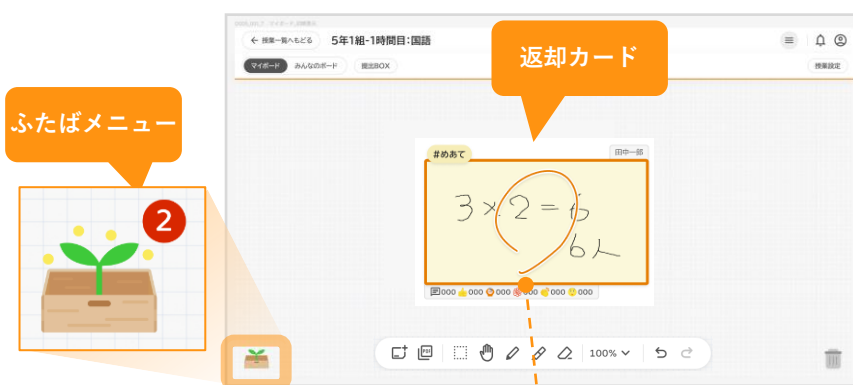 ← 授業一覧へもどる 5年1組-1時間目:国語
マイボード みんなのボード 提出BOX 授業設定
返却カード
ふたばメニュー
2
#めあて 田中一郎
3×2=6
6人
000 000 000 000 000 000
PDF 100%